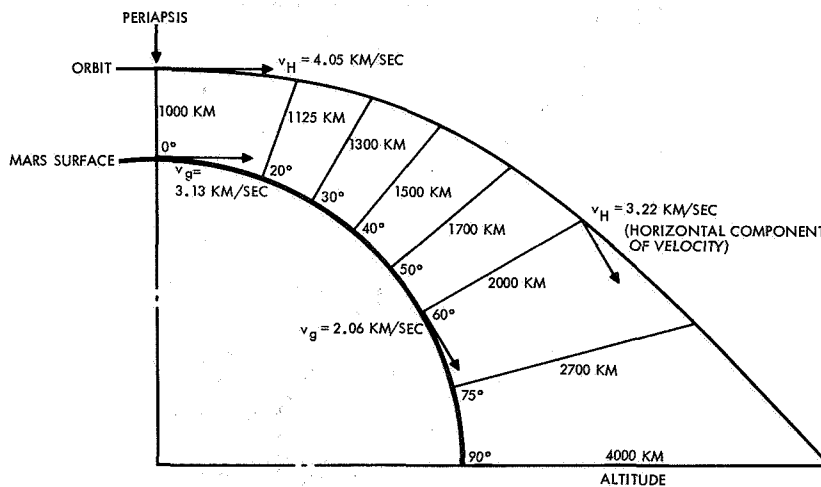 PERIAPSIS
ORBIT
v_H = 4.05 KM/SEC
1000 KM
1125 KM
1300 KM
1500 KM
1700 KM
MARS SURFACE
0°
v_g =
3.13 KM/SEC
20°
30°
40°
50°
v_H = 3.22 KM/SEC
(HORIZONTAL COMPONENT
OF VELOCITY)
2000 KM
60°
v_g = 2.06 KM/SEC
2700 KM
75°
90°
4000 KM
ALTITUDE